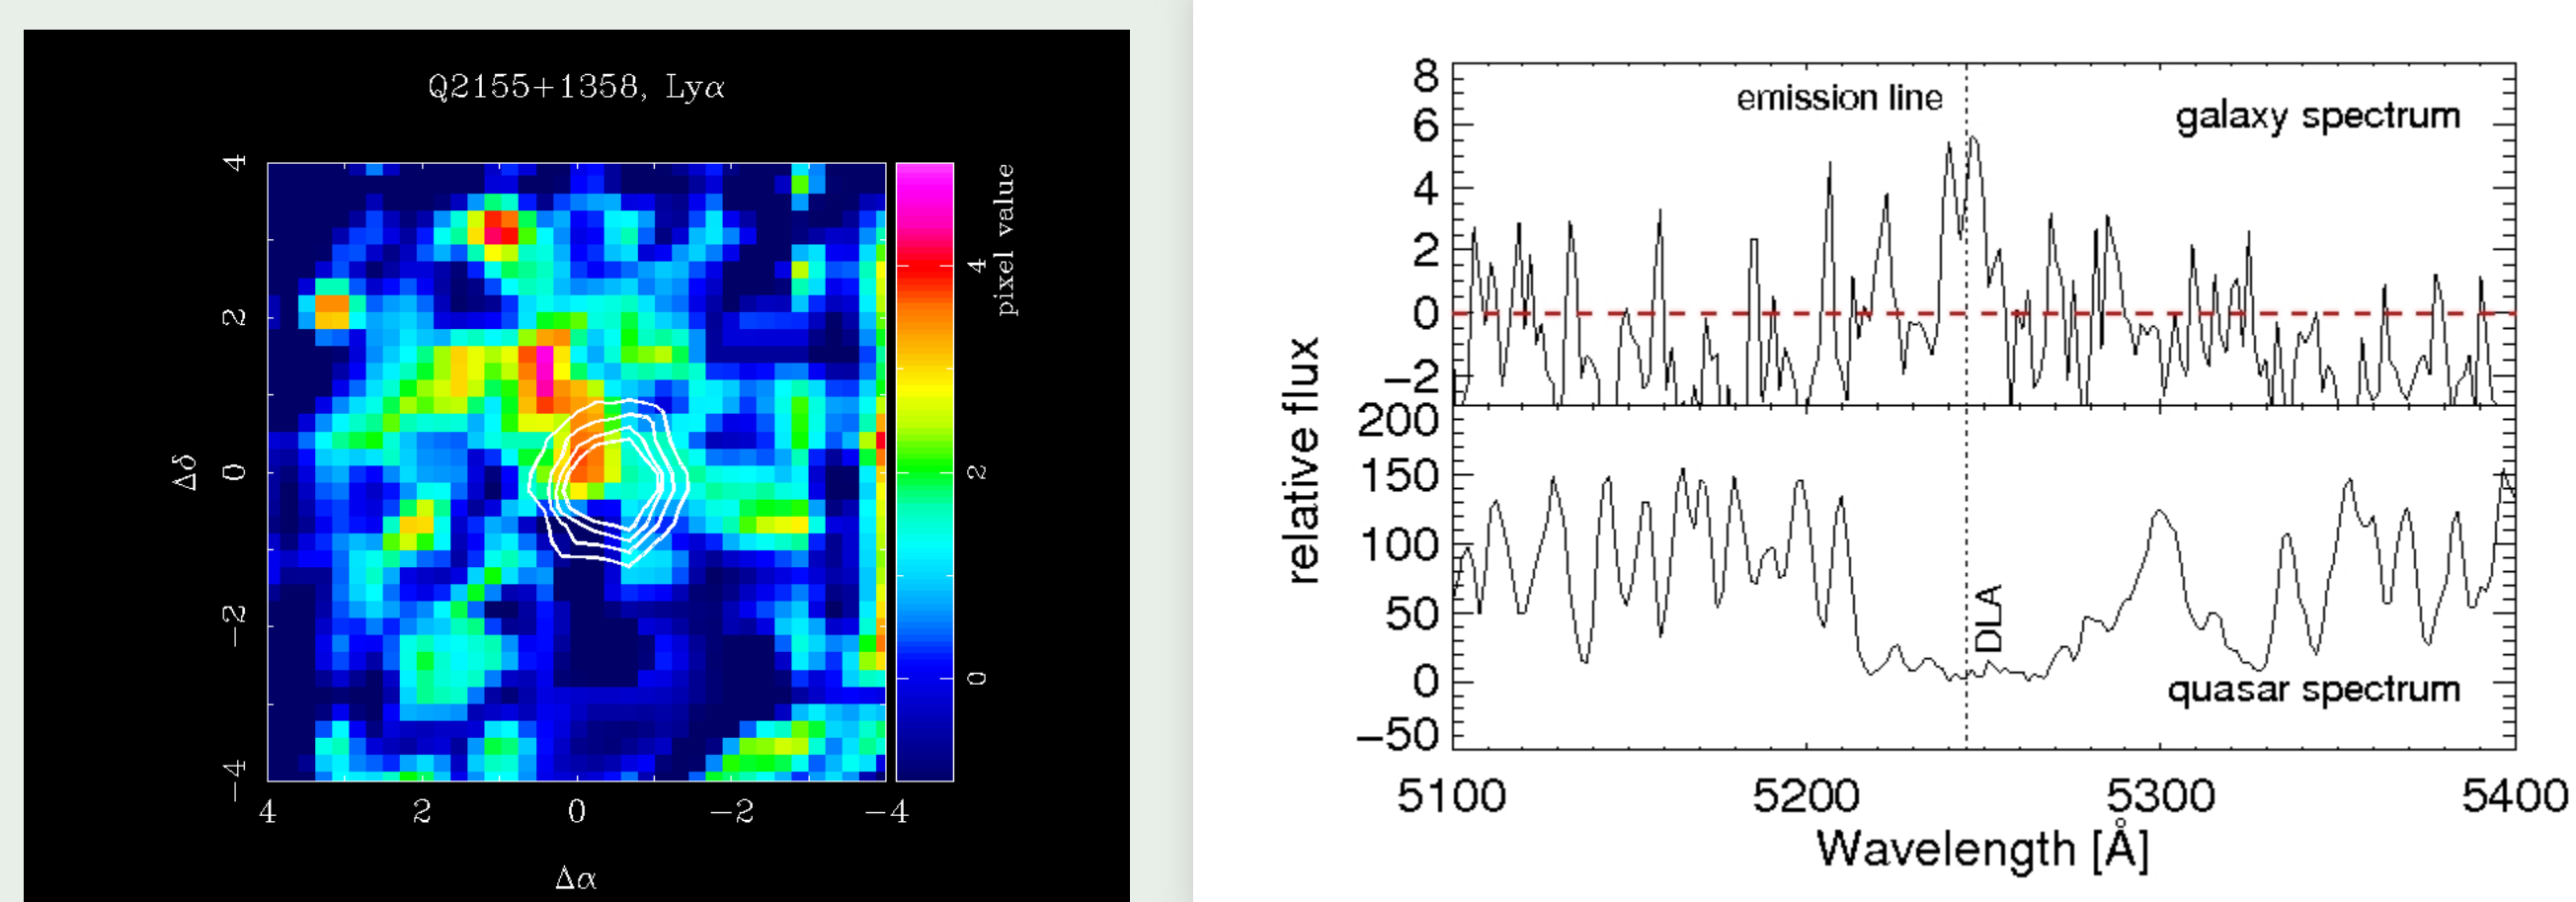 Q2155+1358, Lyα
4
2
0
−2
−4
Δδ
4
2
0
−2
−4
Δα
4
2
0
pixel value
8
6
4
2
0
−2
emission line
galaxy spectrum
200
150
100
50
0
−50
DLA
quasar spectrum
relative flux
5100
5200
5300
5400
Wavelength [Å]